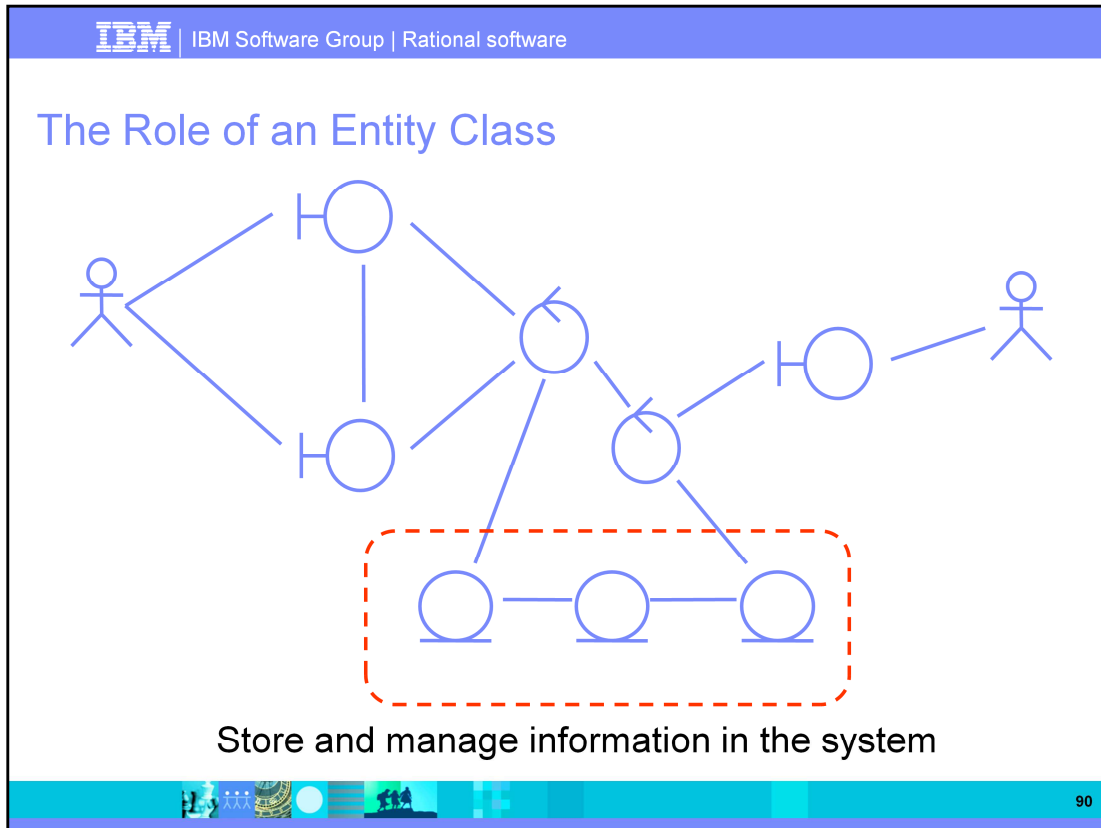 IBM | IBM Software Group | Rational software
The Role of an Entity Class
Store and manage information in the system
90